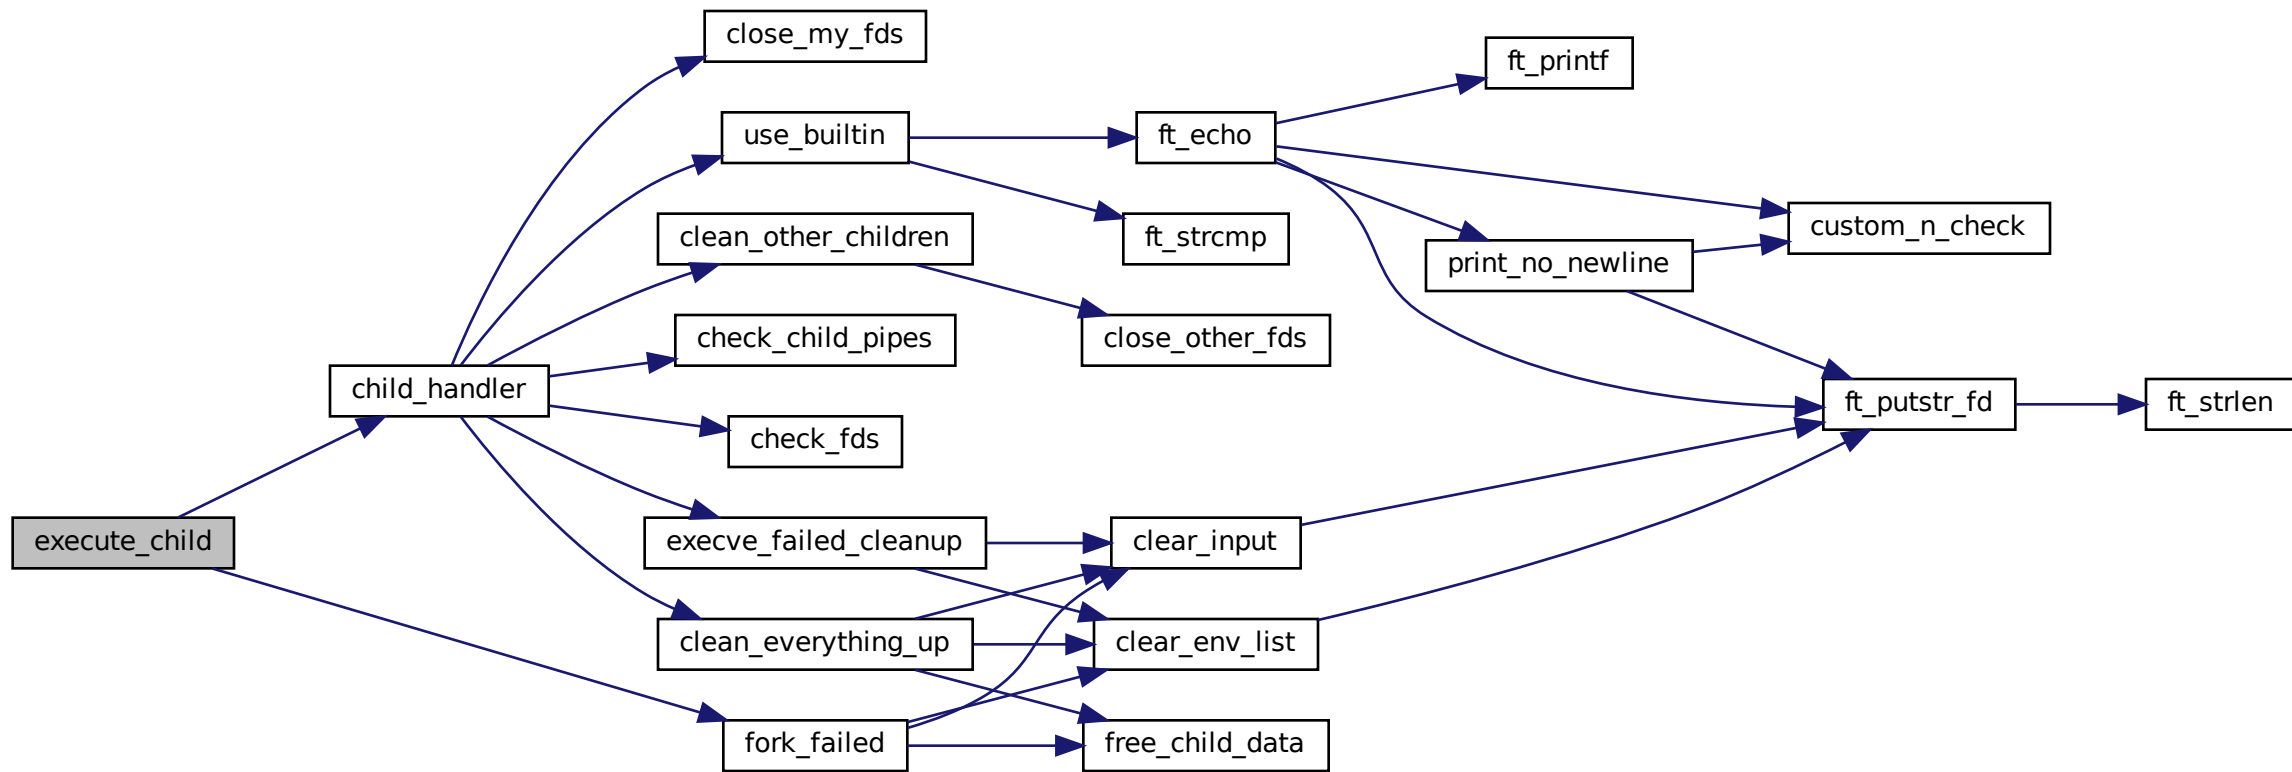 close_my_fds
ft_printf
use_builtin
ft_echo
custom_n_check
clean_other_children
ft_strcmp
print_no_newline
check_child_pipes
close_other_fds
child_handler
ft_putstr_fd
ft_strlen
check_fds
execute_child
execve_failed_cleanup
clear_input
clean_everything_up
clear_env_list
fork_failed
free_child_data